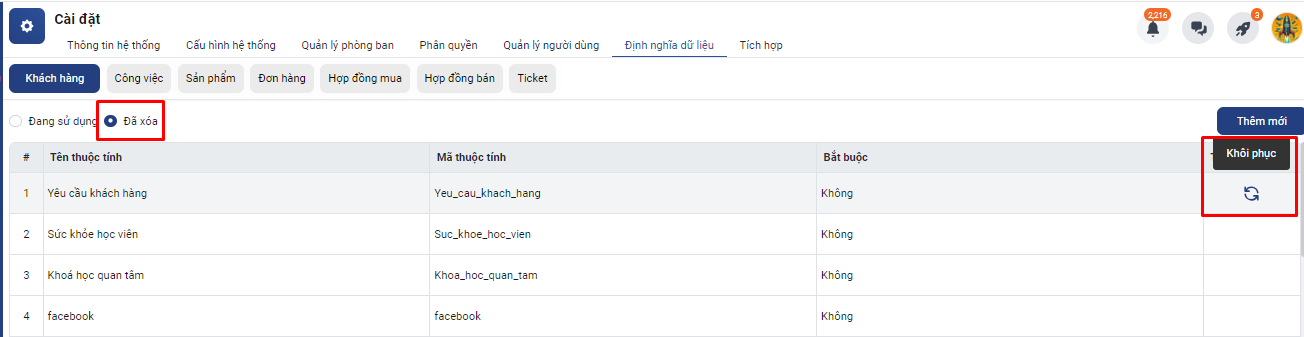 Cài đặt
2,216
3
Thông tin hệ thống Cấu hình hệ thống Quản lý phòng ban Phân quyền Quản lý người dùng Định nghĩa dữ liệu Tích hợp
Khách hàng Công việc Sản phẩm Đơn hàng Hợp đồng mua Hợp đồng bán Ticket
Đang sử dụng Đã xóa Thêm mới
# Tên thuộc tính Mã thuộc tính Bắt buộc Khôi phục
1 Yêu cầu khách hàng Yeu_cau_khach_hang Không
2 Sức khỏe học viên Suc_khoe_hoc_vien Không
3 Khoá học quan tâm Khoa_hoc_quan_tam Không
4 facebook facebook Không